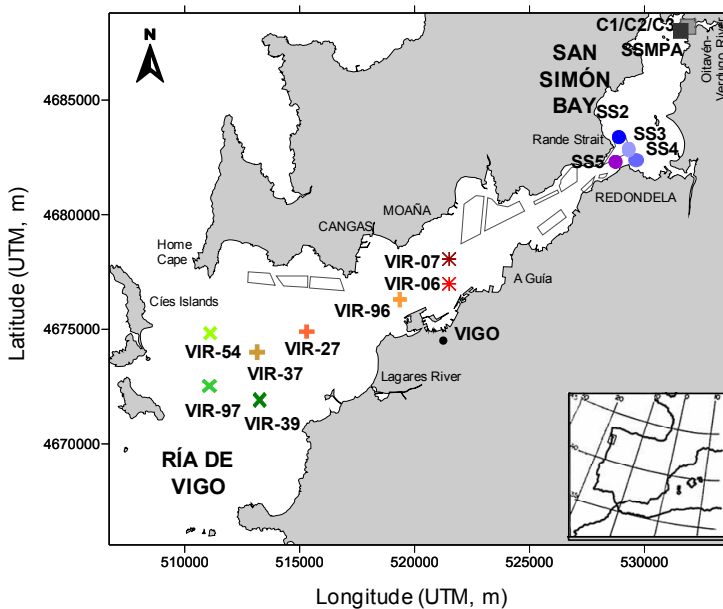 N
C1/C2/C3
SSMPA
Oitavén-
Verdugo River
SAN
SIMÓN
BAY
SS2
SS3
Rande Strait
SS4
SS5
REDONDELA
MOAÑA
CANGAS
Home
Cape
VIR-07
A Guía
VIR-06
Cíes Islands
VIR-96
VIGO
VIR-54
VIR-27
VIR-37
Lagares River
VIR-97
VIR-39
RÍA DE
VIGO
4685000
4680000
4675000
4670000
Latitude (UTM, m)
510000
515000
520000
525000
530000
Longitude (UTM, m)